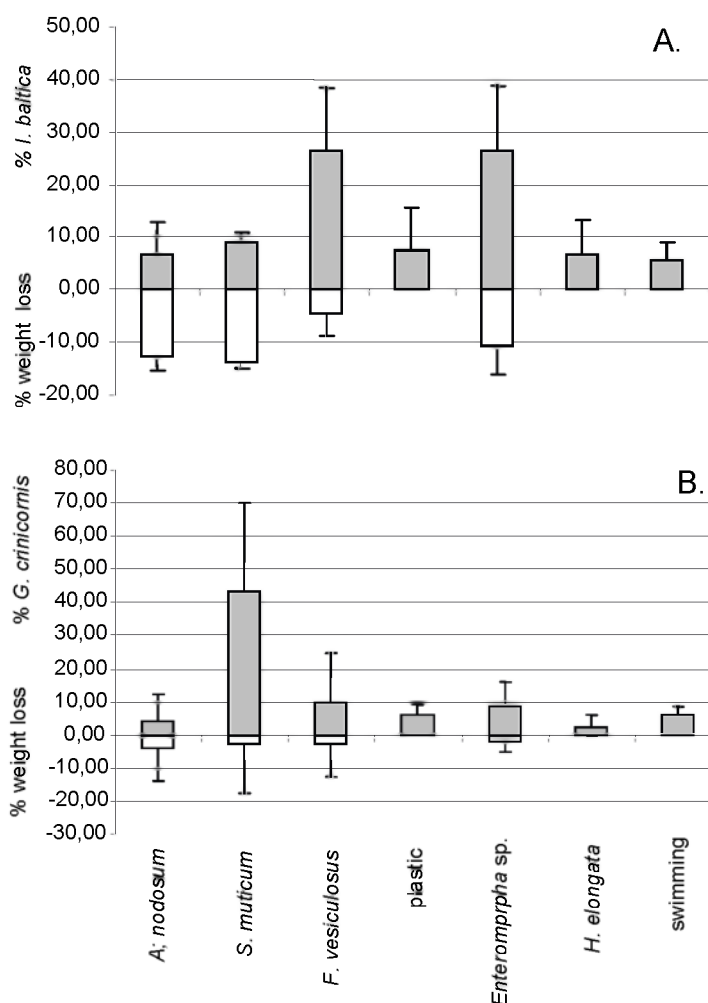 A.
% I. baltica
% weight loss
50,00
40,00
30,00
20,00
10,00
0,00
-10,00
-20,00
B.
% G. crinicornis
% weight loss
80,00
70,00
60,00
50,00
40,00
30,00
20,00
10,00
0,00
-10,00
-20,00
-30,00
A; nodosum
S. muticum
F. vesiculosus
plastic
Enteromprpha sp.
H. elongata
swimming